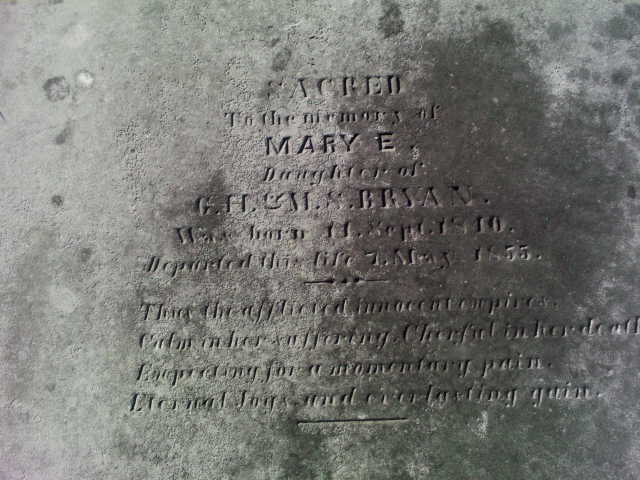 SACRED
To the memory of
MARY E.
Daughter of
G. H. & M. S. BRYAN.
Was born 11. Sept. 1840.
Departed this life 7. May 1855.
Thus the afflicted innocent expires.
Calm in her suffering. Cheerful in her death
Expecting for a momentary pain.
Eternal Joys and everlasting gain.